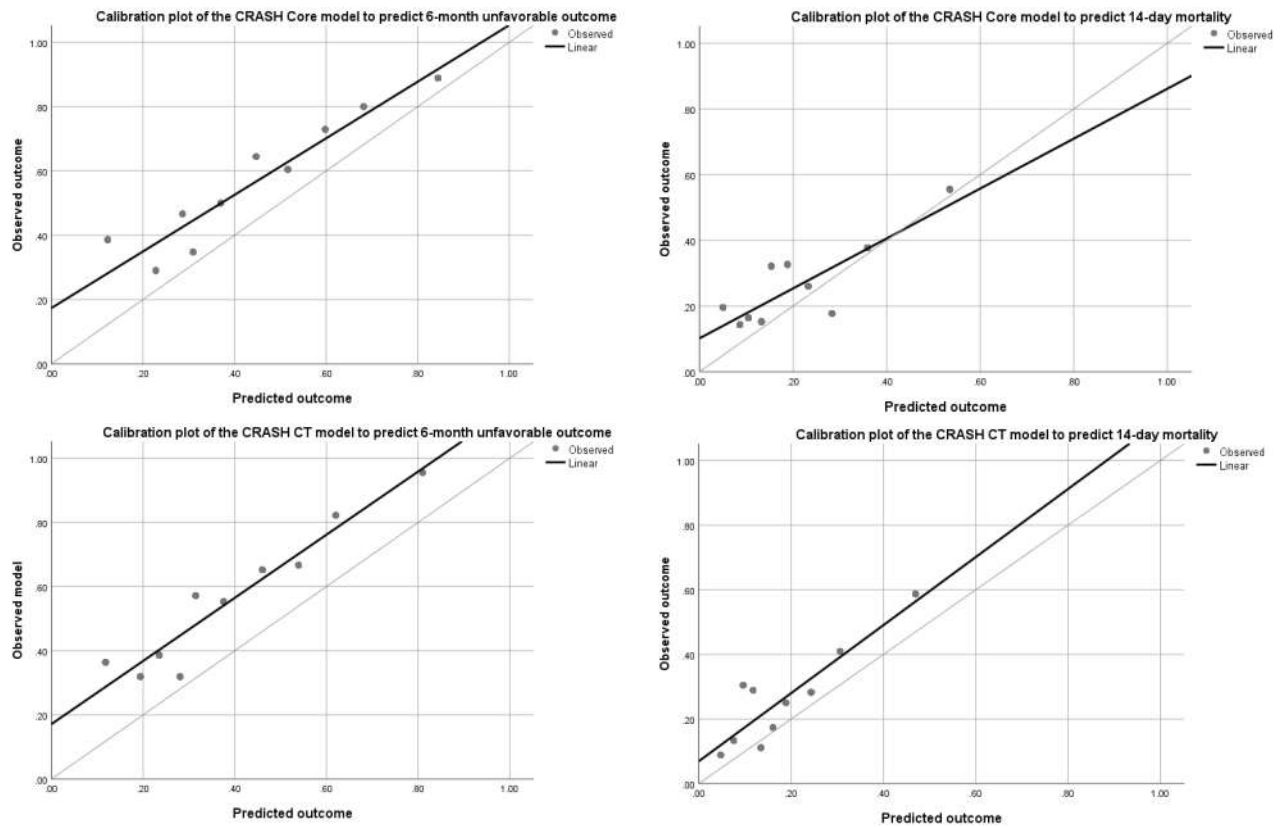 Calibration plot of the CRASH Core model to predict 6-month unfavorable outcome
Observed
Linear
1.00
.80
.60
.40
.20
.00
Observed outcome
.00 .20 .40 .60 .80 1.00
Predicted outcome
Calibration plot of the CRASH Core model to predict 14-day mortality
Observed
Linear
1.00
.80
.60
.40
.20
.00
Observed outcome
.00 .20 .40 .60 .80 1.00
Predicted outcome
Calibration plot of the CRASH CT model to predict 6-month unfavorable outcome
Observed
Linear
1.00
.80
.60
.40
.20
.00
Observed model
.00 .20 .40 .60 .80 1.00
Predicted outcome
Calibration plot of the CRASH CT model to predict 14-day mortality
Observed
Linear
1.00
.80
.60
.40
.20
.00
Observed outcome
.00 .20 .40 .60 .80 1.00
Predicted outcome